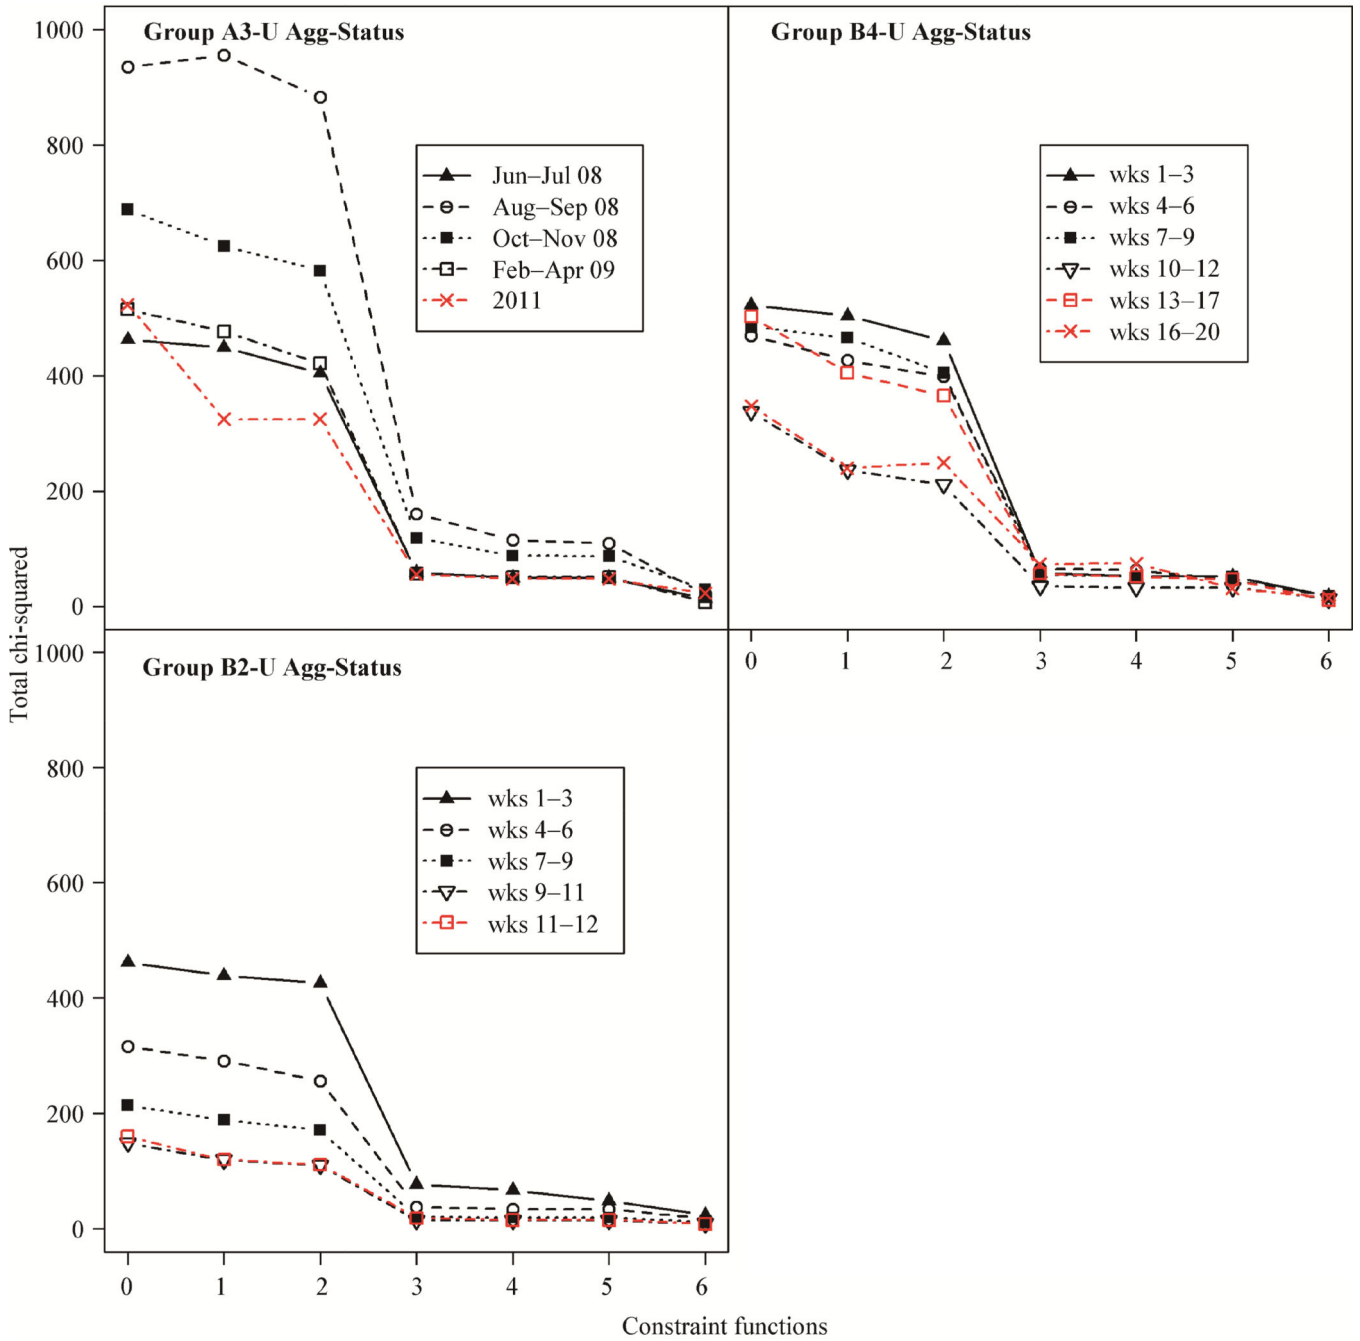 Group A3-U Agg-Status
1000
800
600
400
200
0
Jun–Jul 08
Aug–Sep 08
Oct–Nov 08
Feb–Apr 09
2011
Group B4-U Agg-Status
wks 1–3
wks 4–6
wks 7–9
wks 10–12
wks 13–17
wks 16–20
0 1 2 3 4 5 6
Total chi-squared
Group B2-U Agg-Status
1000
800
600
400
200
0
wks 1–3
wks 4–6
wks 7–9
wks 9–11
wks 11–12
0 1 2 3 4 5 6
Constraint functions